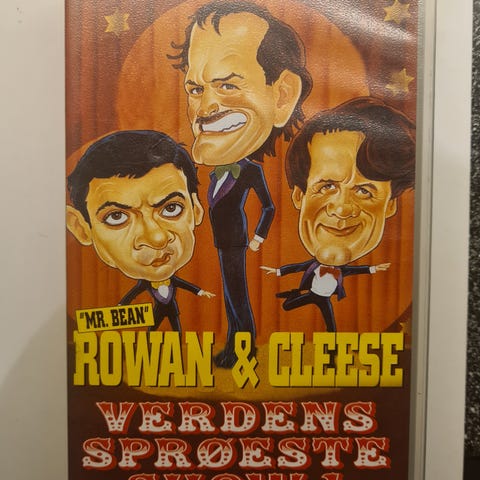 "MR. BEAN"
ROWAN & CLEESE
VERDENS
SPRØESTE